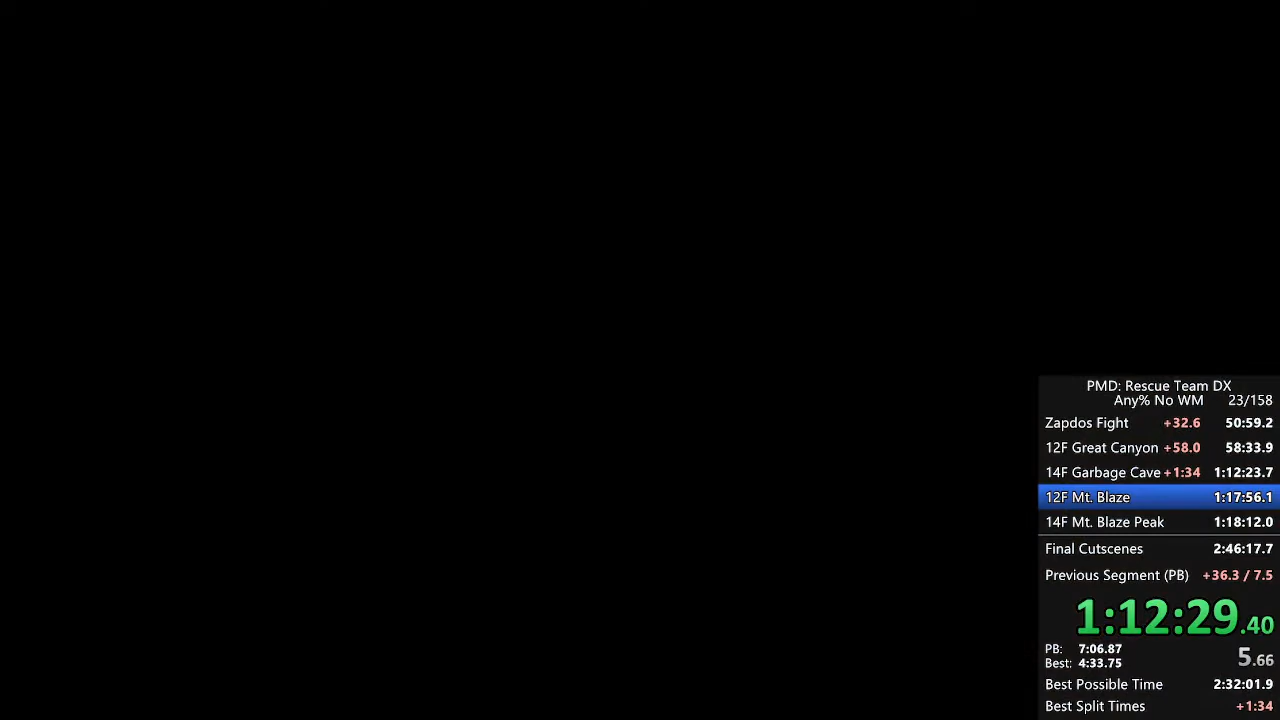 PMD: Rescue Team DX
Any% No WM 23/158
Zapdos Fight +32.6 50:59.2
12F Great Canyon +58.0 58:33.9
14F Garbage Cave +1:34 1:12:23.7
12F Mt. Blaze 1:17:56.1
14F Mt. Blaze Peak 1:18:12.0
Final Cutscenes 2:46:17.7
Previous Segment (PB) +36.3 / 7.5
1:12:29.40
PB: 7:06.87
Best: 4:33.75 5.66
Best Possible Time 2:32:01.9
Best Split Times +1:34